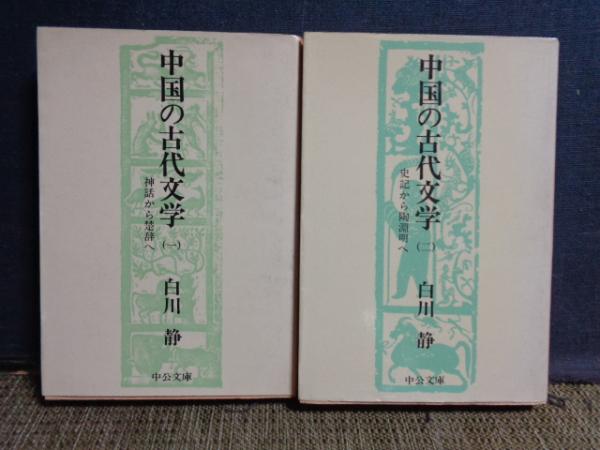 中国の古代文学
(一)
神話から楚辞へ
白川 静
中公文庫
中国の古代文学
(二)
史記から陶淵明へ
白川 静
中公文庫